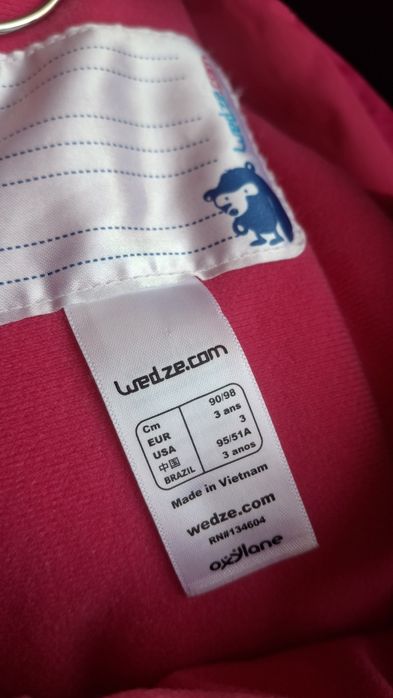 wedze
wedze.com
Cm 90/98
EUR 3 ans
USA 3
中国 95/51A
BRAZIL 3 anos
Made in Vietnam
wedze.com
RN#134604
oxylane